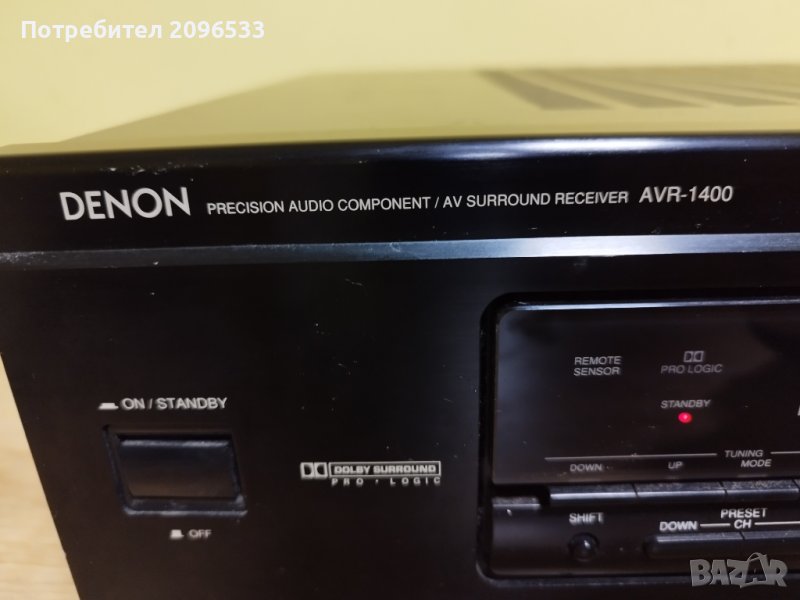 Потребител 2096533
DENON PRECISION AUDIO COMPONENT / AV SURROUND RECEIVER AVR-1400
REMOTE SENSOR
PRO LOGIC
STANDBY
ON / STANDBY
DOLBY SURROUND
PRO · LOGIC
OFF
DOWN UP TUNING MODE
SHIFT
DOWN PRESET CH
BAZAR